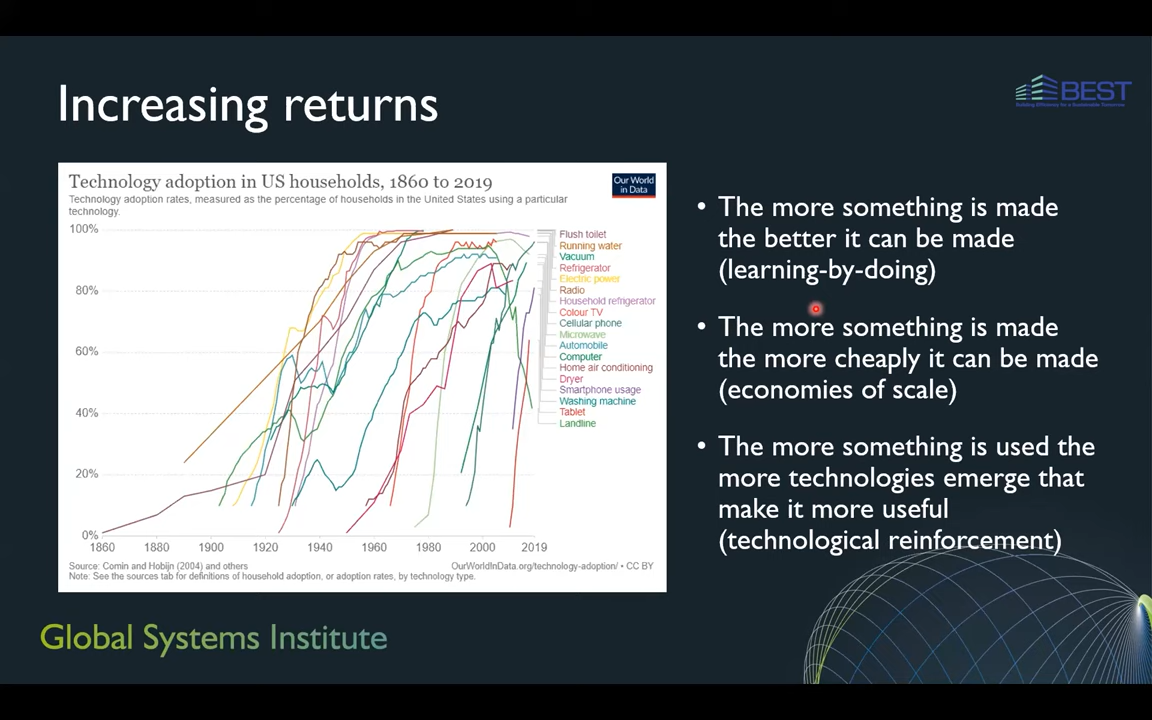 Increasing returns
BEST
Building Efficiency for a Sustainable Tomorrow
Technology adoption in US households, 1860 to 2019
Our World
in Data
Technology adoption rates, measured as the percentage of households in the United States using a particular
technology.
100%
80%
60%
40%
20%
0%
1860
1880
1900
1920
1940
1960
1980
2000
2019
Flush toilet
Running water
Vacuum
Refrigerator
Electric power
Radio
Household refrigerator
Colour TV
Cellular phone
Microwave
Automobile
Computer
Home air conditioning
Dryer
Smartphone usage
Washing machine
Tablet
Landline
Source: Comin and Hobijn (2004) and others
OurWorldInData.org/technology-adoption/ • CC BY
Note: See the sources tab for definitions of household adoption, or adoption rates, by technology type.
• The more something is made
the better it can be made
(learning-by-doing)
• The more something is made
the more cheaply it can be made
(economies of scale)
• The more something is used the
more technologies emerge that
make it more useful
(technological reinforcement)
Global Systems Institute